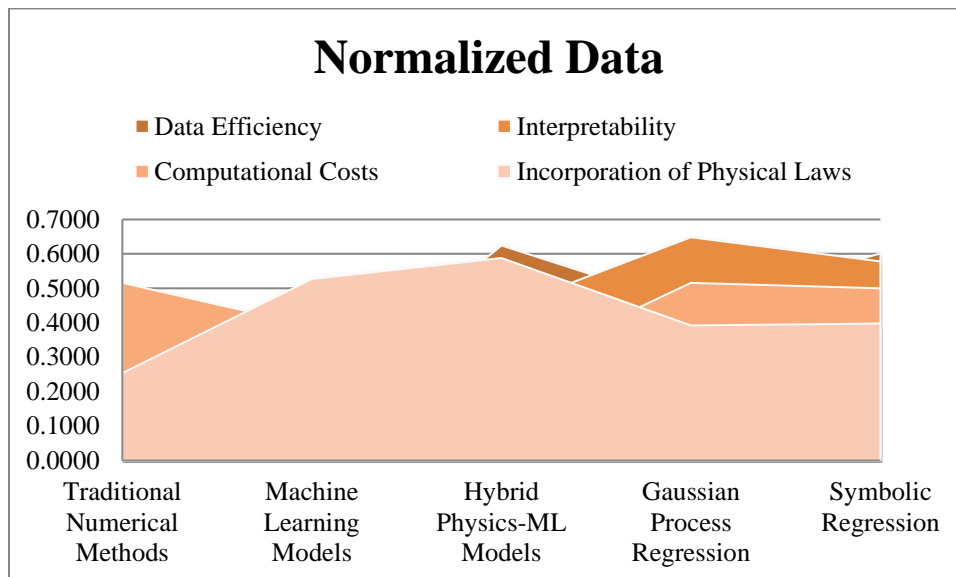 Normalized Data
Data Efficiency
Interpretability
Computational Costs
Incorporation of Physical Laws
0.7000
0.6000
0.5000
0.4000
0.3000
0.2000
0.1000
0.0000
Traditional
Numerical
Methods
Machine
Learning
Models
Hybrid
Physics-ML
Models
Gaussian
Process
Regression
Symbolic
Regression